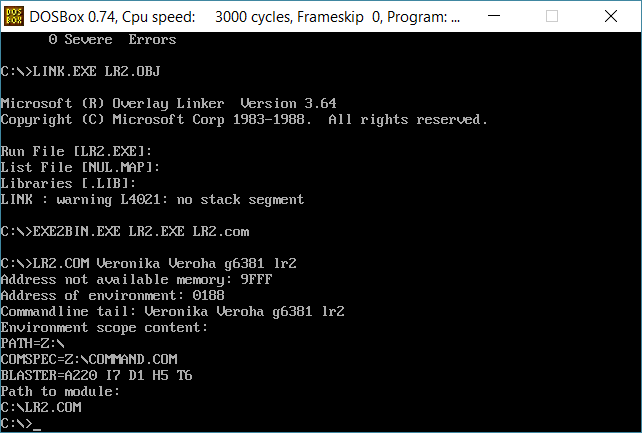 DOSBox 0.74, Cpu speed: 3000 cycles, Frameskip 0, Program: ...
0 Severe Errors
C:\>LINK.EXE LR2.OBJ
Microsoft (R) Overlay Linker Version 3.64
Copyright (C) Microsoft Corp 1983-1988. All rights reserved.
Run File [LR2.EXE]:
List File [NUL.MAP]:
Libraries [.LIB]:
LINK : warning L4021: no stack segment
C:\>EXE2BIN.EXE LR2.EXE LR2.com
C:\>LR2.COM Veronika Veroha g6381 lr2
Address not available memory: 9FFF
Address of environment: 0188
Commandline tail: Veronika Veroha g6381 lr2
Environment scope content:
PATH=Z:\
COMSPEC=Z:\COMMAND.COM
BLASTER=A220 I7 D1 H5 T6
Path to module:
C:\LR2.COM
C:\>_